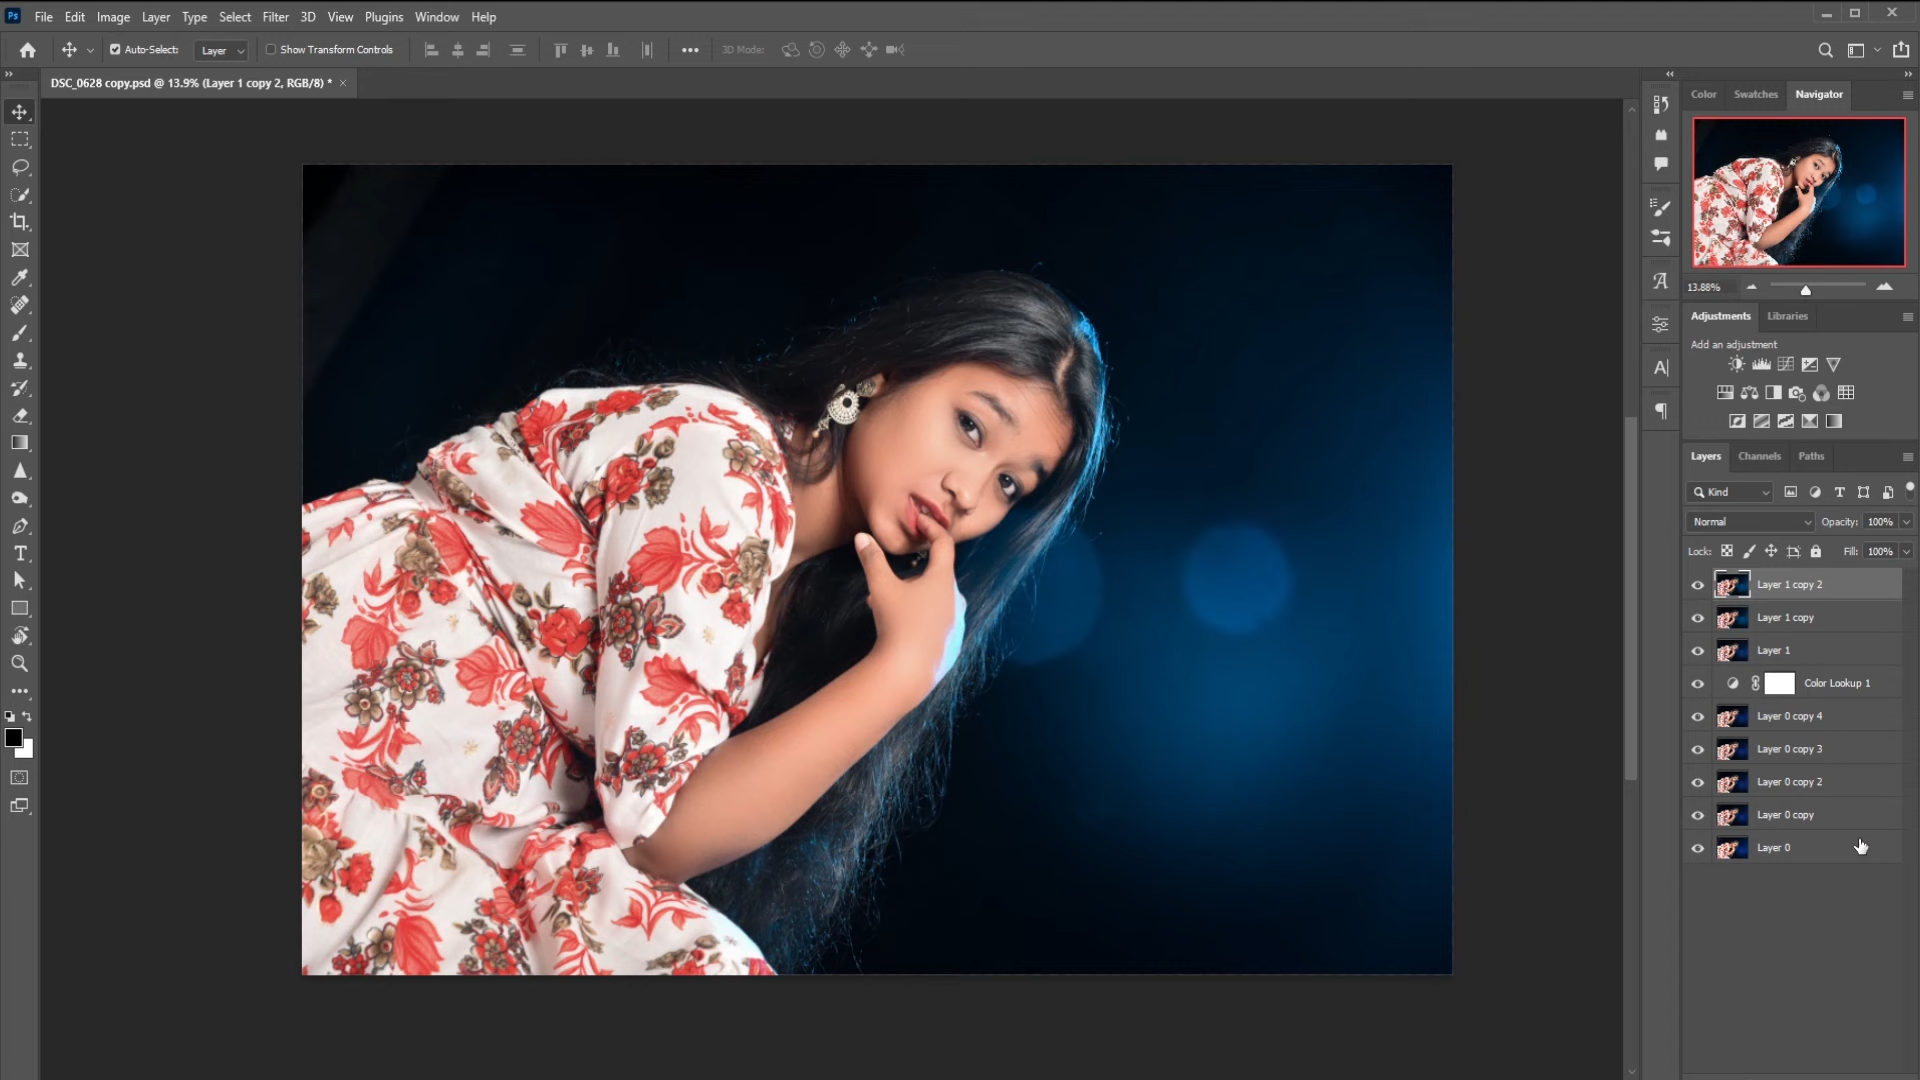 Ps File Edit Image Layer Type Select Filter 3D View Plugins Window Help
Auto-Select: Layer Show Transform Controls 3D Mode:
DSC_0628 copy.psd @ 13.9% (Layer 1 copy 2, RGB/8) *
Color Swatches Navigator
13.88%
Adjustments Libraries
Add an adjustment
Layers Channels Paths
Kind
Normal Opacity: 100%
Lock: Fill: 100%
Layer 1 copy 2
Layer 1 copy
Layer 1
Color Lookup 1
Layer 0 copy 4
Layer 0 copy 3
Layer 0 copy 2
Layer 0 copy
Layer 0